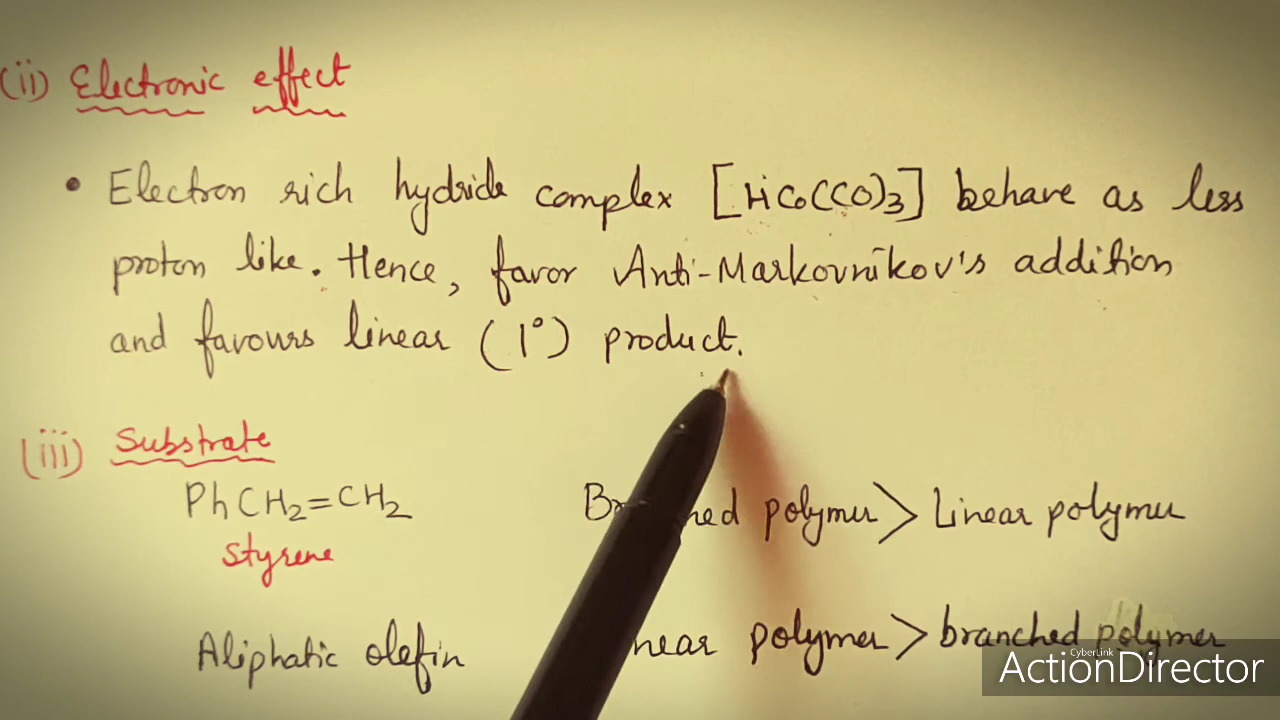 (ii) Electronic effect
• Electron rich hydride complex [HCo(CO)3] behave as less
proton like. Hence, favor Anti-Markovnikov's addition
and favours linear (1°) product.
(iii) Substrate
PhCH2=CH2 polymer > Linear polymer
Styrene
Aliphatic olefin polymer > branched polymer
CyberLink
ActionDirector